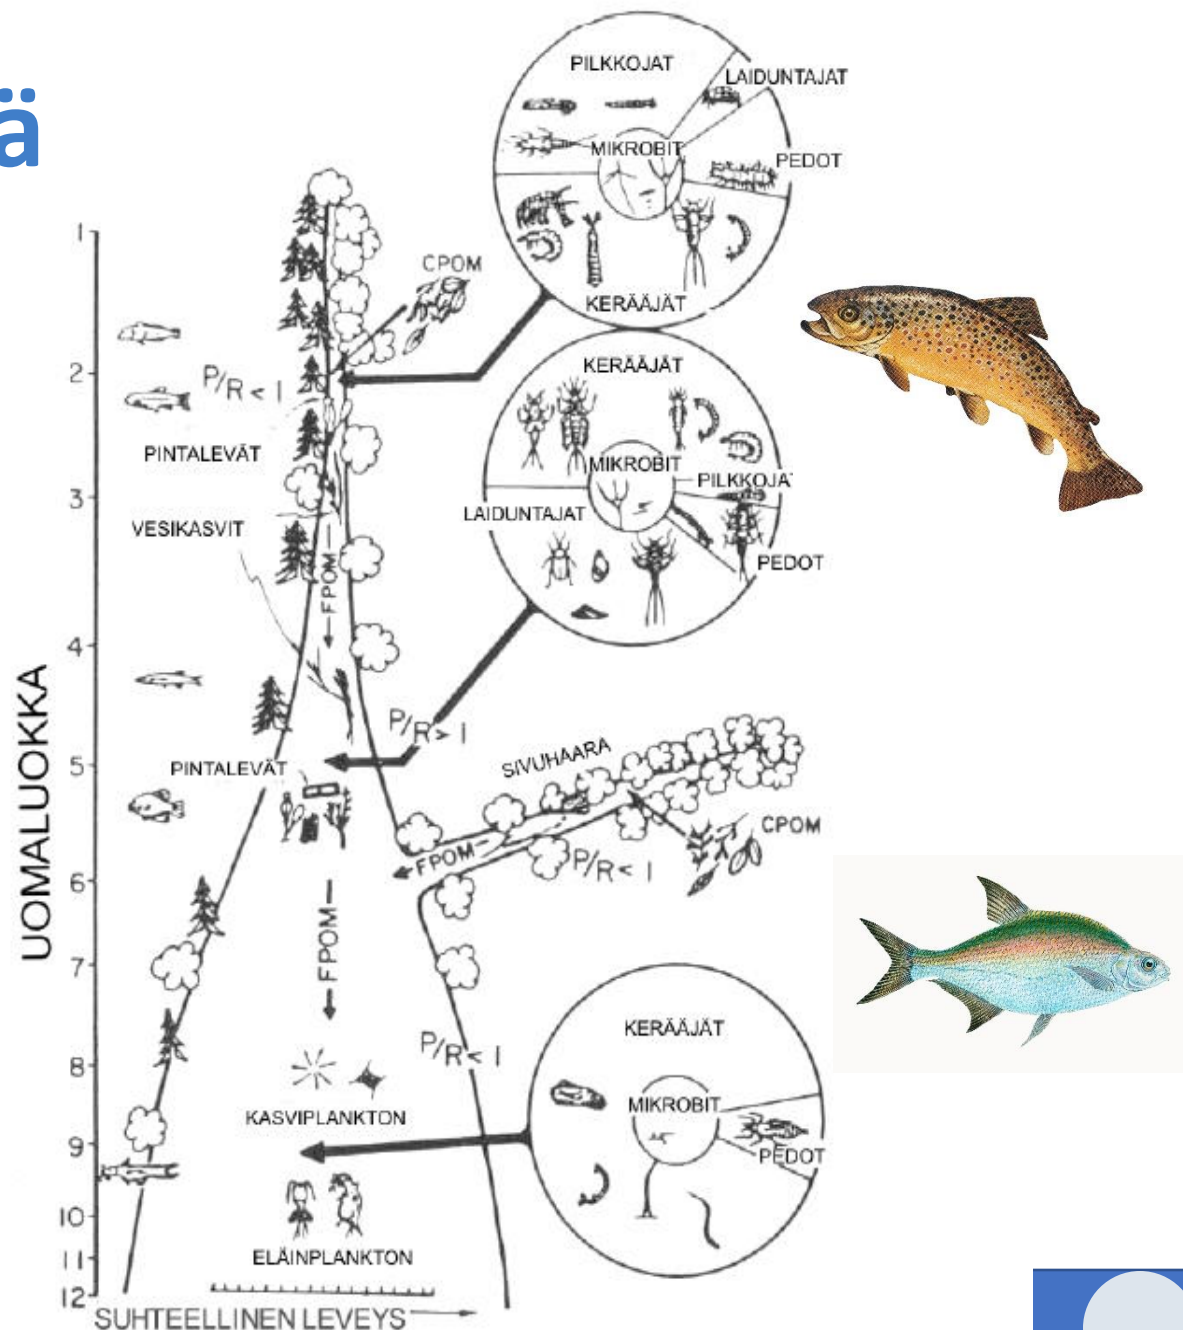 ä
PILKKOJAT
LAIDUNTAJAT
MIKROBIT
PEDOT
KERÄÄJÄT
1
CPOM
2
P/R < 1
KERÄÄJÄT
MIKROBIT
PILKKOJA
LAIDUNTAJAT
PEDOT
PINTALEVÄT
3
VESIKASVIT
FPOM
4
UOMALUOKKA
P/R > 1
5
PINTALEVÄT
SIVUHAARA
CPOM
FPOM
P/R < 1
6
FPOM
7
P/R < 1
8
KERÄÄJÄT
MIKROBIT
PEDOT
KASVIPLANKTON
9
10
ELÄINPLANKTON
11
12
SUHTEELLINEN LEVEYS